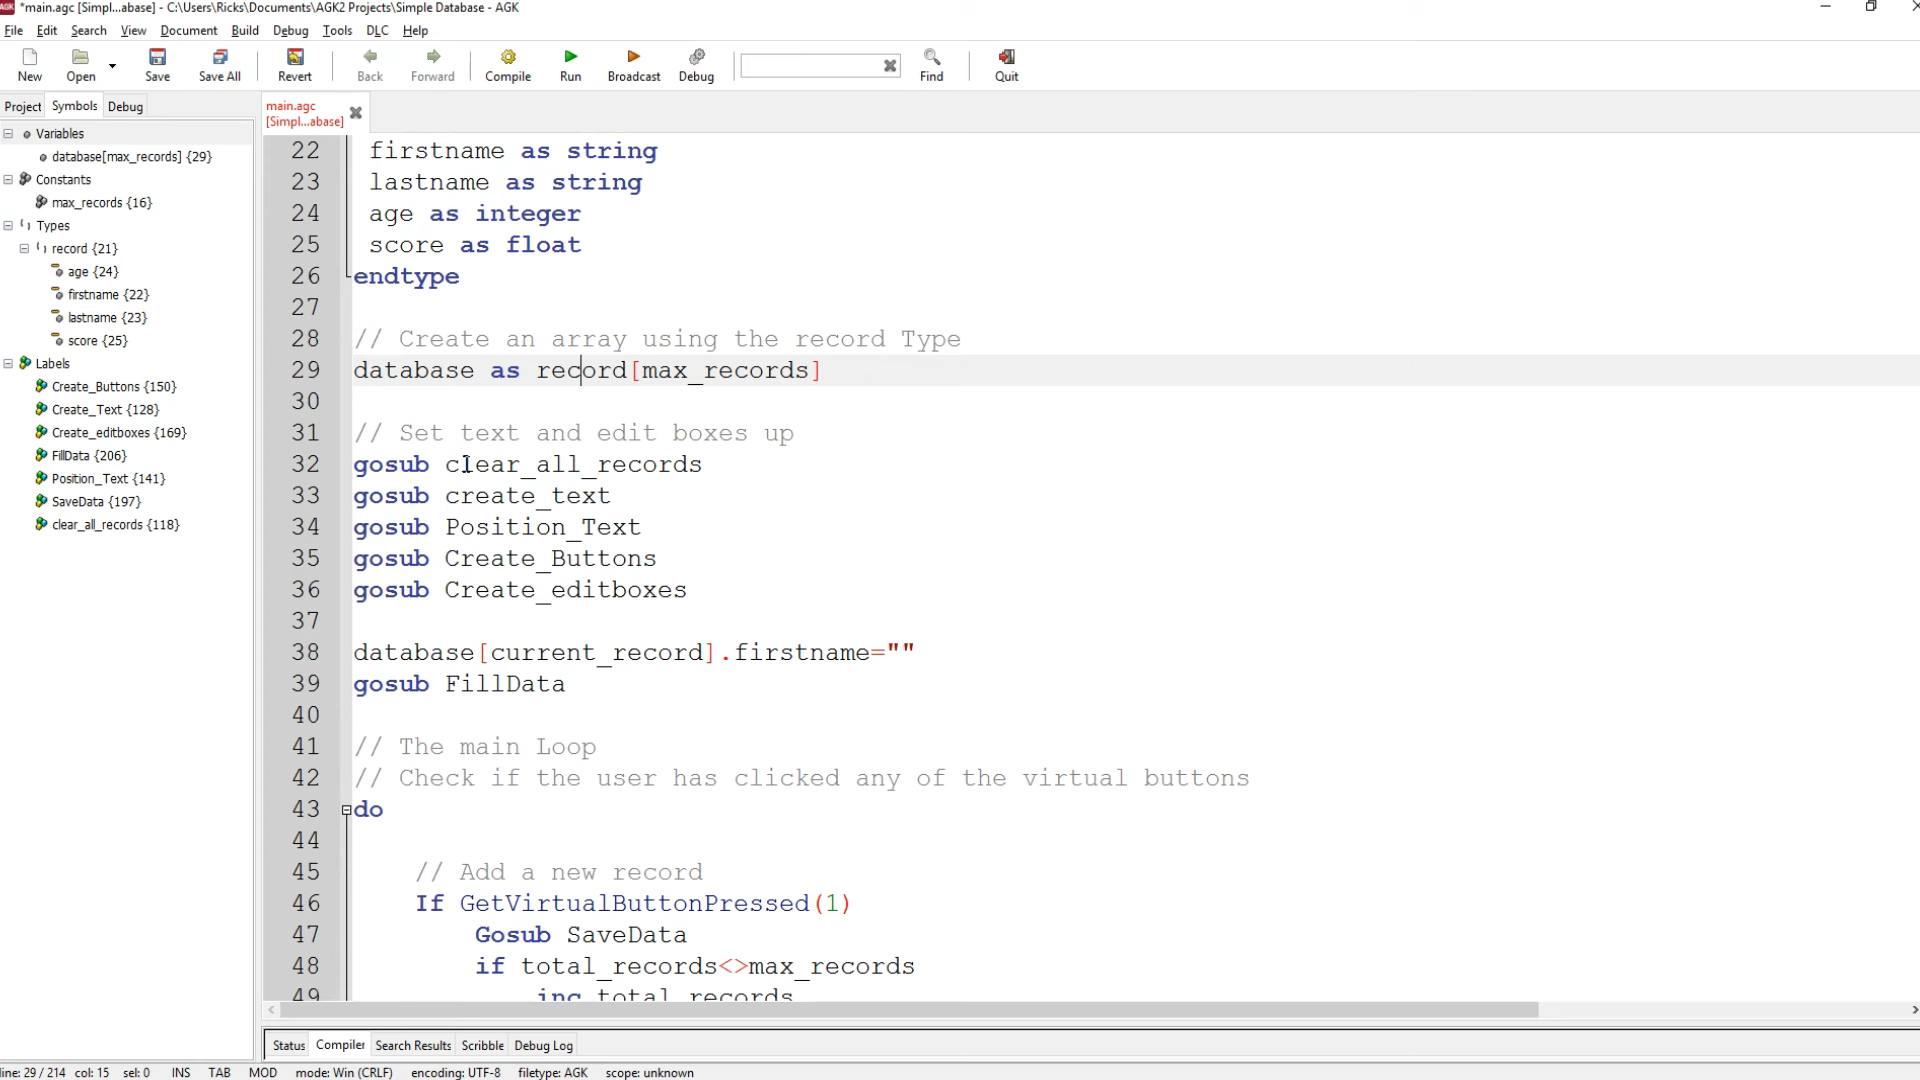 *main.agc [Simpl...abase] - C:\Users\Ricks\Documents\AGK2 Projects\Simple Database - AGK
File Edit Search View Document Build Debug Tools DLC Help
New Open Save Save All Revert Back Forward Compile Run Broadcast Debug Find Quit
Project Symbols Debug
main.agc
[Simpl...abase]
Variables
database[max_records] {29}
Constants
max_records {16}
Types
record {21}
age {24}
firstname {22}
lastname {23}
score {25}
Labels
Create_Buttons {150}
Create_Text {128}
Create_editboxes {169}
FillData {206}
Position_Text {141}
SaveData {197}
clear_all_records {118}
22 firstname as string
23 lastname as string
24 age as integer
25 score as float
26 endtype
27
28 // Create an array using the record Type
29 database as record[max_records]
30
31 // Set text and edit boxes up
32 gosub clear_all_records
33 gosub create_text
34 gosub Position_Text
35 gosub Create_Buttons
36 gosub Create_editboxes
37
38 database[current_record].firstname=""
39 gosub FillData
40
41 // The main Loop
42 // Check if the user has clicked any of the virtual buttons
43 do
44
45 // Add a new record
46 If GetVirtualButtonPressed(1)
47 Gosub SaveData
48 if total_records<>max_records
49 inc total_records
Status Compiler Search Results Scribble Debug Log
line: 29 / 214 col: 15 sel: 0 INS TAB MOD mode: Win (CRLF) encoding: UTF-8 filetype: AGK scope: unknown